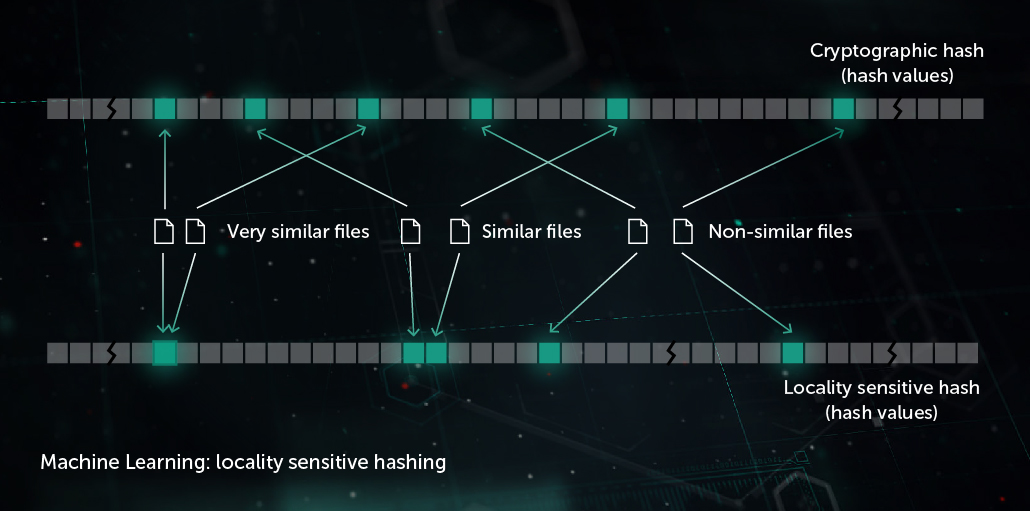 Cryptographic hash
(hash values)
Very similar files
Similar files
Non-similar files
Locality sensitive hash
(hash values)
Machine Learning: locality sensitive hashing